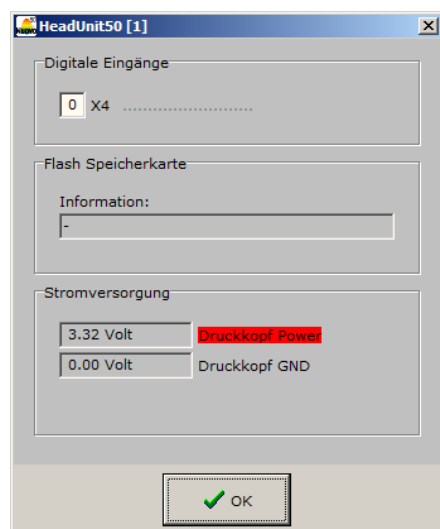 HeadUnit50 [1]
Digitale Eingänge
0 X4 ..........................
Flash Speicherkarte
Information:
-
Stromversorgung
3.32 Volt Druckkopf Power
0.00 Volt Druckkopf GND
OK